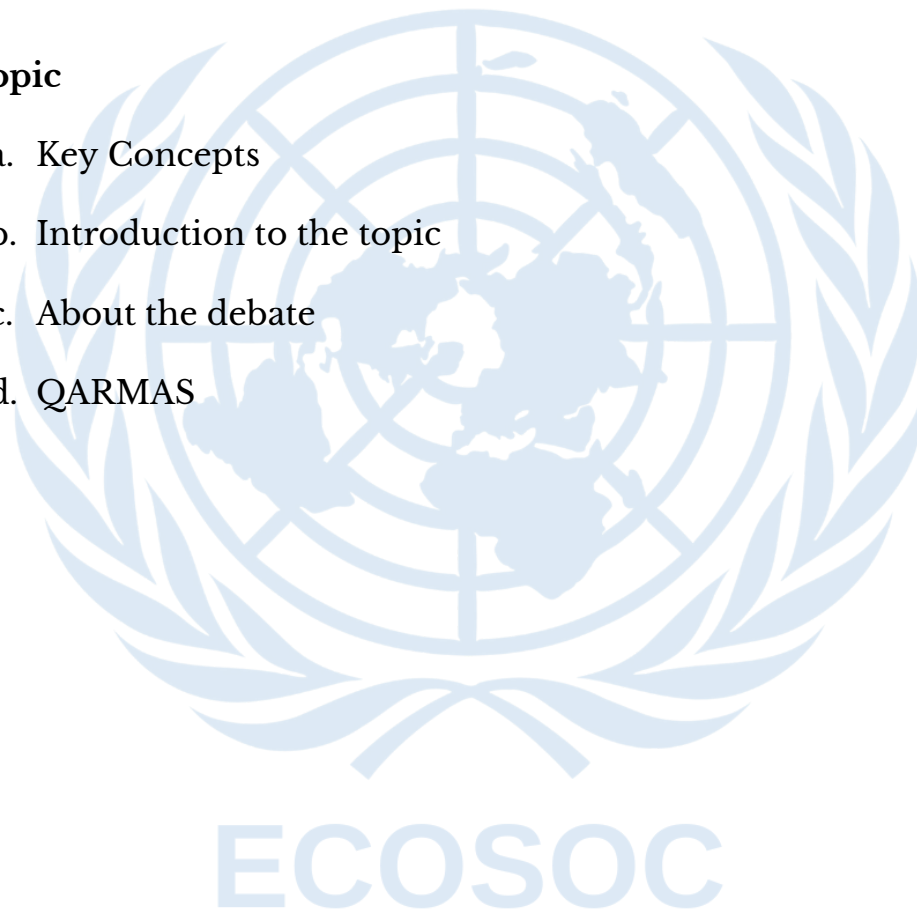 opic
a. Key Concepts
b. Introduction to the topic
c. About the debate
d. QARMAS
ECOSOC